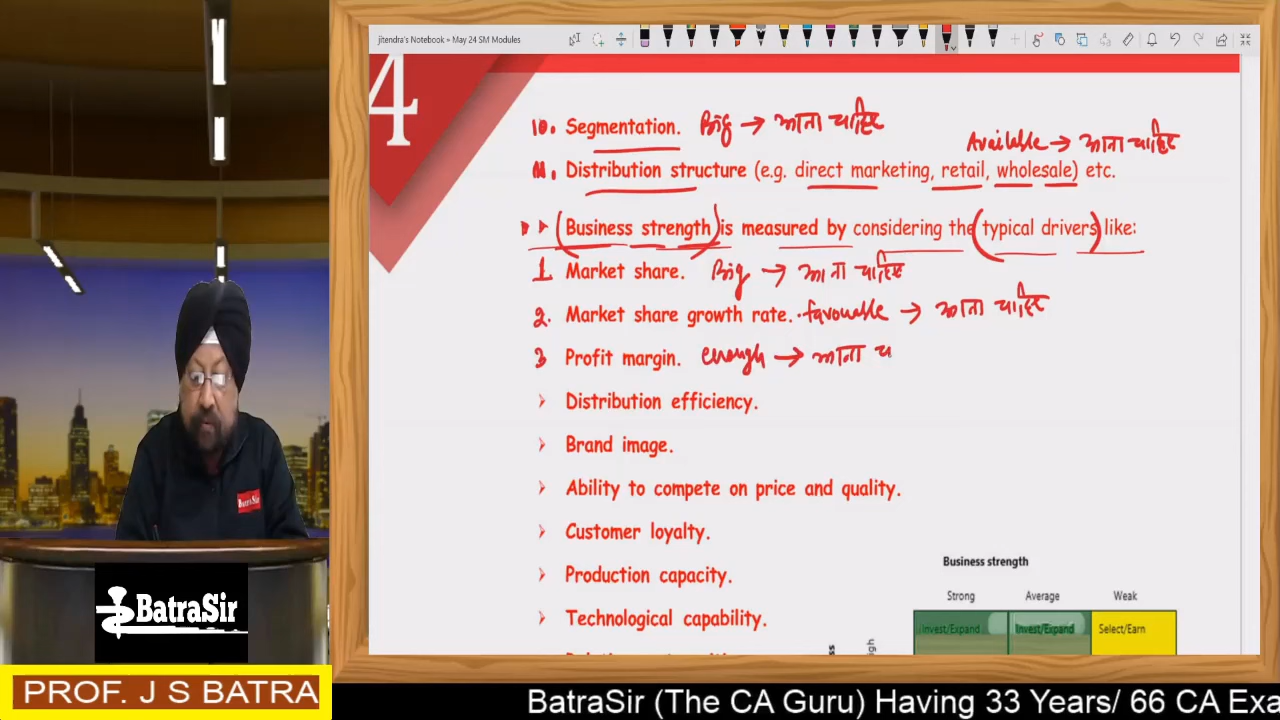 jitendra's Notebook » May 24 SM Modules
4
10. Segmentation. Big → आना चाहिए
Available → आना चाहिए
11. Distribution structure (e.g. direct marketing, retail, wholesale) etc.
(Business strength) is measured by considering the (typical drivers) like:
1 Market share. Big → आना चाहिए
2. Market share growth rate. favourable → आना चाहिए
3 Profit margin. enough → आना च
Distribution efficiency.
Brand image.
Ability to compete on price and quality.
Customer loyalty.
Production capacity.
Technological capability.
Business strength
Strong Average Weak
Invest/Expand Invest/Expand Select/Earn
BatraSir
BatraSir
PROF. J S BATRA
BatraSir (The CA Guru) Having 33 Years/ 66 CA Exa